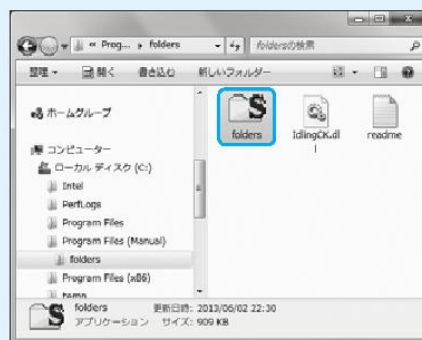 « Prog... ▸ folders
foldersの検索
整理 開く 書き込む 新しいフォルダー
ホームグループ
コンピューター
ローカル ディスク (C:)
Intel
PerfLogs
Program Files
Program Files (Manual)
folders
Program Files (x86)
temp
folders
IdlingCK.dl
l
readme
folders 更新日時: 2013/06/02 22:30
アプリケーション サイズ: 909 KB